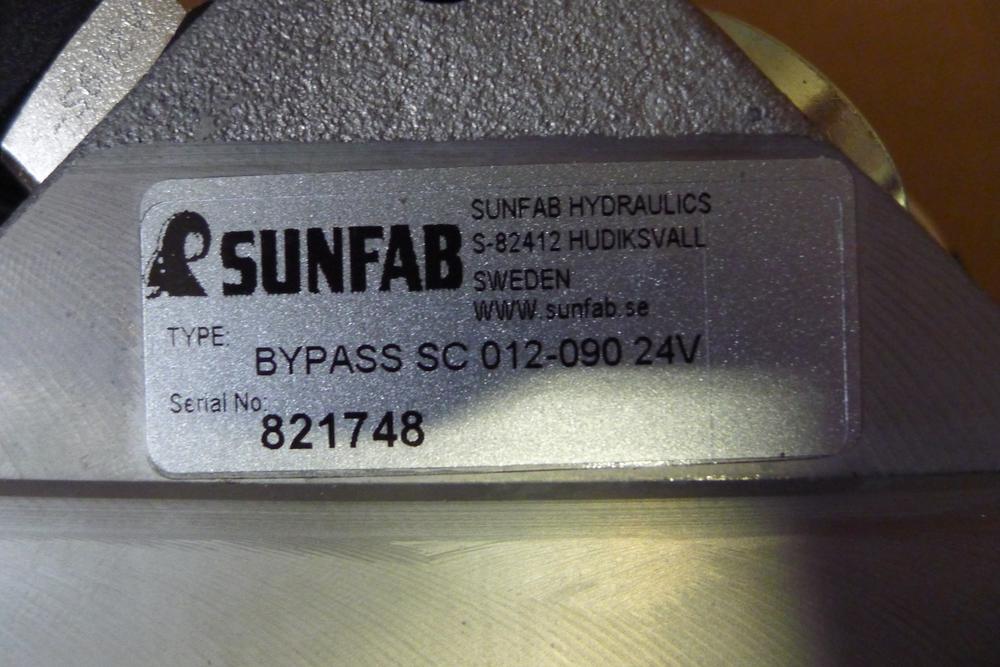 SUNFAB
SUNFAB HYDRAULICS
S-82412 HUDIKSVALL
SWEDEN
WWW.sunfab.se
TYPE:
BYPASS SC 012-090 24V
Serial No:
821748